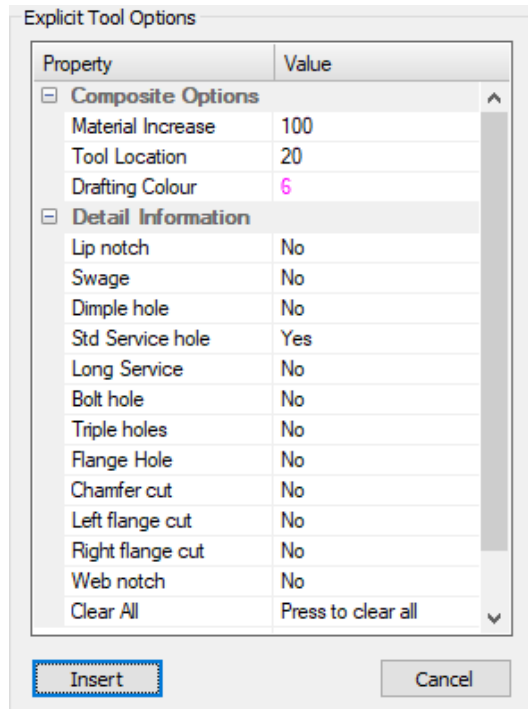 Explicit Tool Options
Property Value
Composite Options
Material Increase 100
Tool Location 20
Drafting Colour 6
Detail Information
Lip notch No
Swage No
Dimple hole No
Std Service hole Yes
Long Service No
Bolt hole No
Triple holes No
Flange Hole No
Chamfer cut No
Left flange cut No
Right flange cut No
Web notch No
Clear All Press to clear all
Insert Cancel